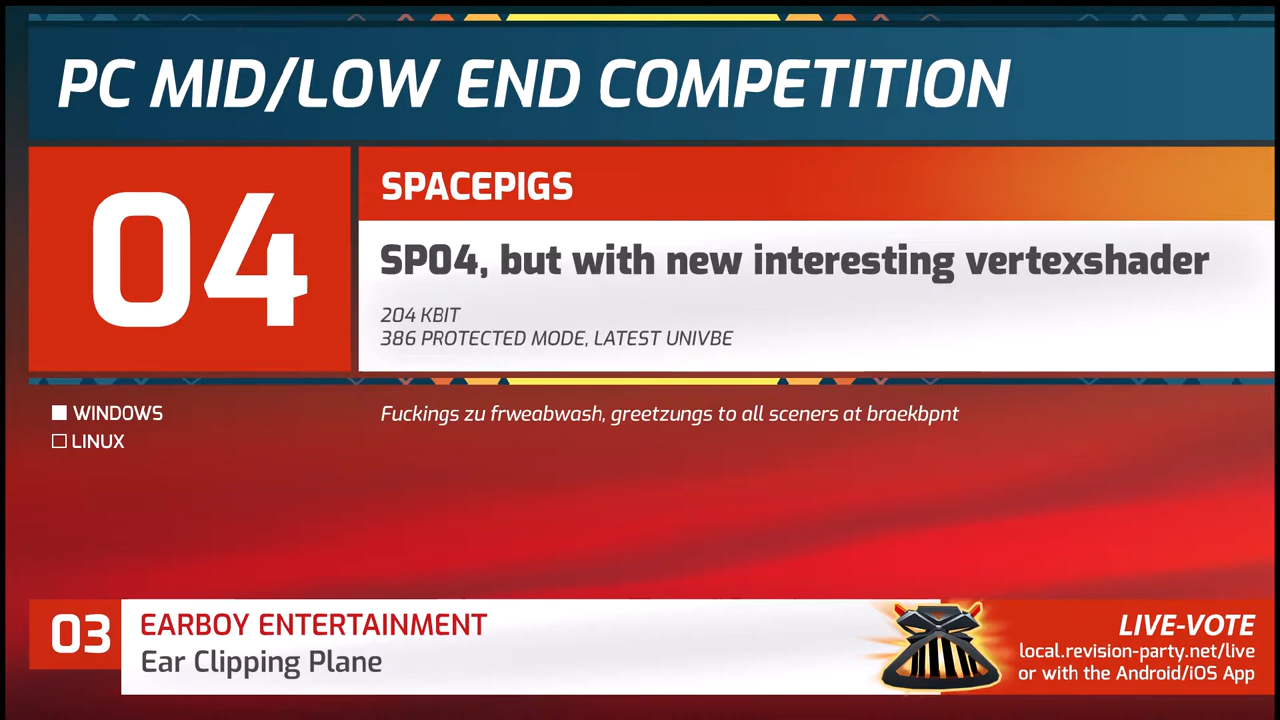 PC MID/LOW END COMPETITION
04
SPACEPIGS
SP04, but with new interesting vertexshader
204 KBIT
386 PROTECTED MODE, LATEST UNIVBE
WINDOWS
LINUX
Fuckings zu frweabwash, greetzungs to all sceners at braekbpnt
03
EARBOY ENTERTAINMENT
Ear Clipping Plane
LIVE-VOTE
local.revision-party.net/live
or with the Android/iOS App